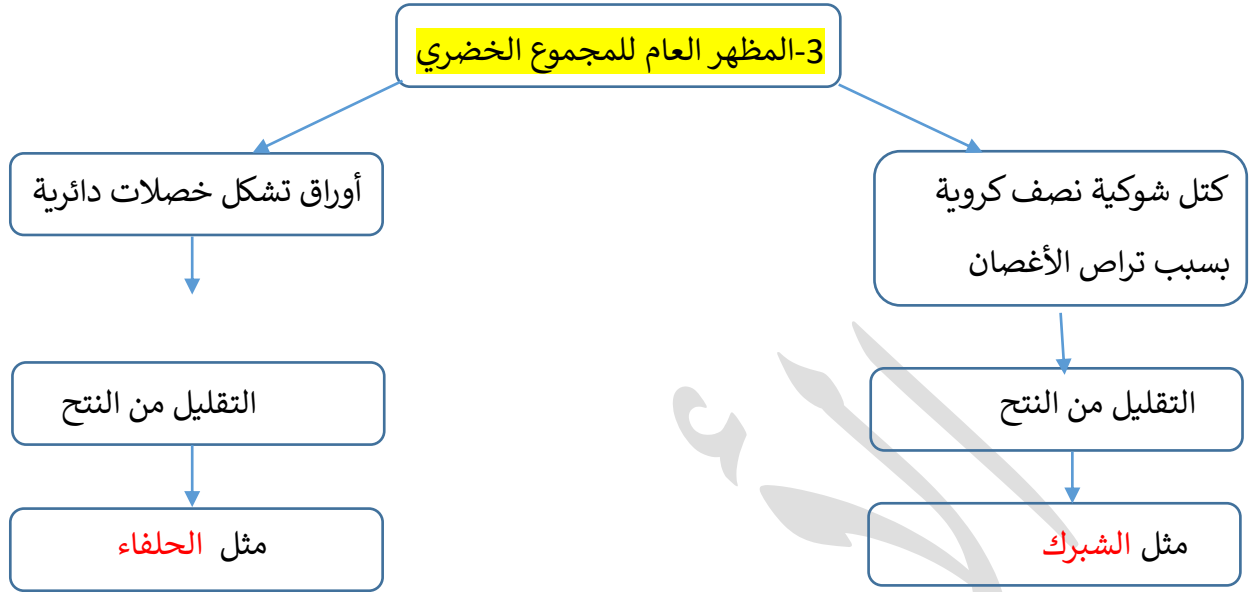 3-المظهر العام للمجموع الخضري
كتل شوكية نصف كروية
بسبب تراص الأغصان
أوراق تشكل خصلات دائرية
التقليل من النتح
التقليل من النتح
مثل الشبرك
مثل الحلفاء